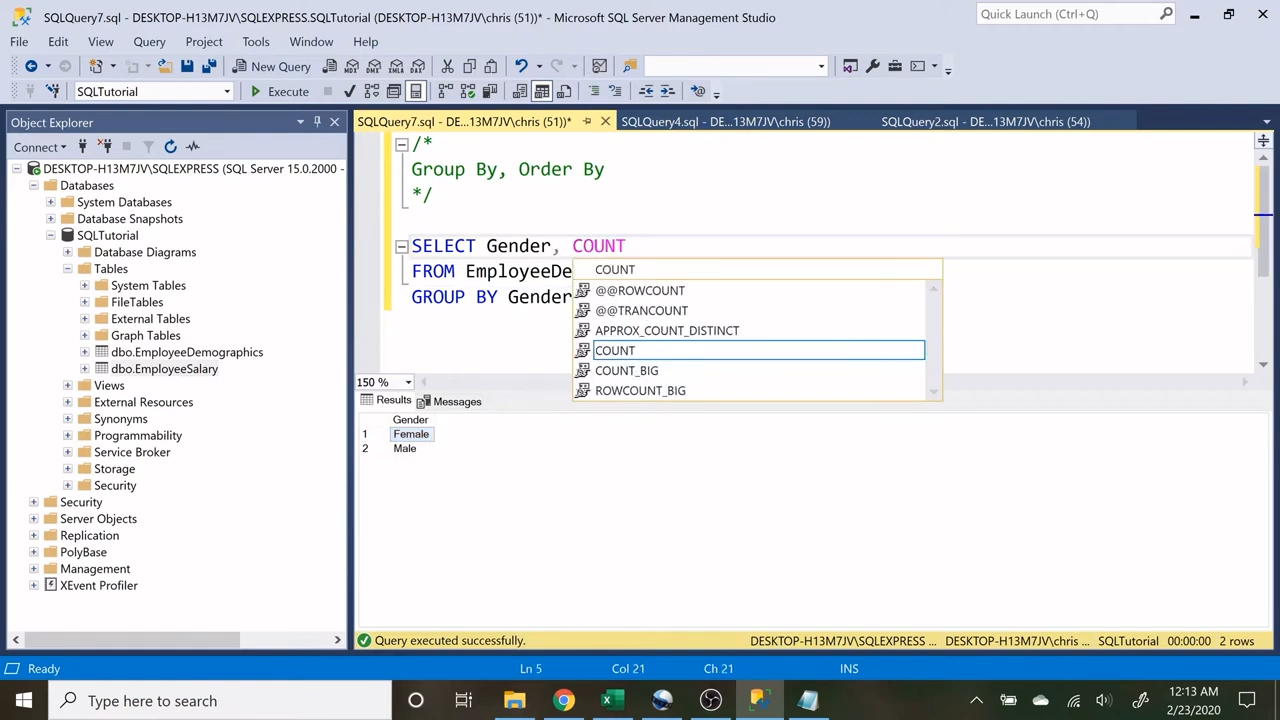 SQLQuery7.sql - DESKTOP-H13M7JV\SQLEXPRESS.SQLTutorial (DESKTOP-H13M7JV\chris (51))* - Microsoft SQL Server Management Studio
Quick Launch (Ctrl+Q)
File Edit View Query Project Tools Window Help
New Query
SQLTutorial Execute
Object Explorer
SQLQuery7.sql - DE...13M7JV\chris (51))*
SQLQuery4.sql - DE...13M7JV\chris (59))
SQLQuery2.sql - DE...13M7JV\chris (54))
Connect
DESKTOP-H13M7JV\SQLEXPRESS (SQL Server 15.0.2000 -
Databases
System Databases
Database Snapshots
SQLTutorial
Database Diagrams
Tables
System Tables
FileTables
External Tables
Graph Tables
dbo.EmployeeDemographics
dbo.EmployeeSalary
Views
External Resources
Synonyms
Programmability
Service Broker
Storage
Security
Security
Server Objects
Replication
PolyBase
Management
XEvent Profiler
/*
Group By, Order By
*/
SELECT Gender, COUNT
FROM EmployeeDe
GROUP BY Gender
COUNT
@@ROWCOUNT
@@TRANCOUNT
APPROX_COUNT_DISTINCT
COUNT
COUNT_BIG
ROWCOUNT_BIG
150 %
Results Messages
Gender
1 Female
2 Male
Query executed successfully.
DESKTOP-H13M7JV\SQLEXPRESS ... DESKTOP-H13M7JV\chris ... SQLTutorial 00:00:00 2 rows
Ready Ln 5 Col 21 Ch 21 INS
Type here to search
12:13 AM
2/23/2020